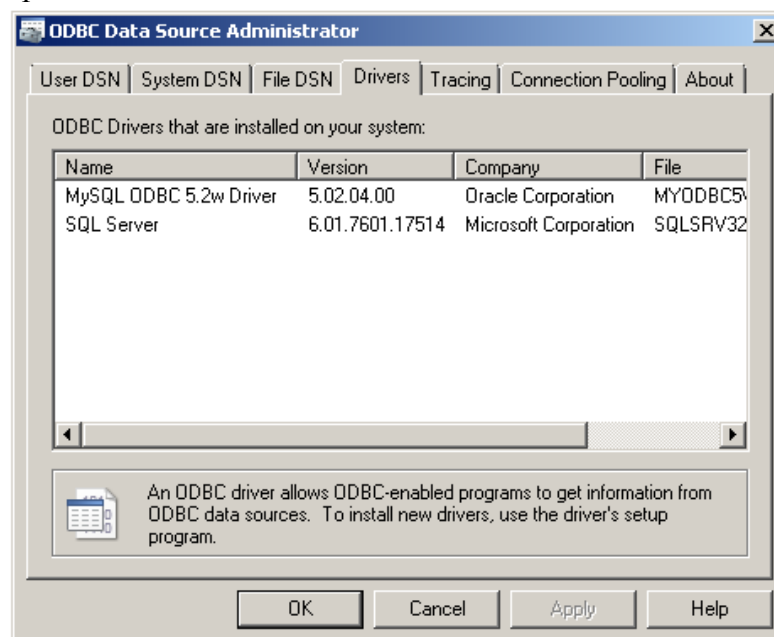 ODBC Data Source Administrator
User DSN System DSN File DSN Drivers Tracing Connection Pooling About
ODBC Drivers that are installed on your system:
Name Version Company File
MySQL ODBC 5.2w Driver 5.02.04.00 Oracle Corporation
SQL Server 6.01.7601.17514 Microsoft Corporation SQLSRV32
An ODBC driver allows ODBC-enabled programs to get information from
ODBC data sources. To install new drivers, use the driver's setup
program.
OK Cancel Apply Help